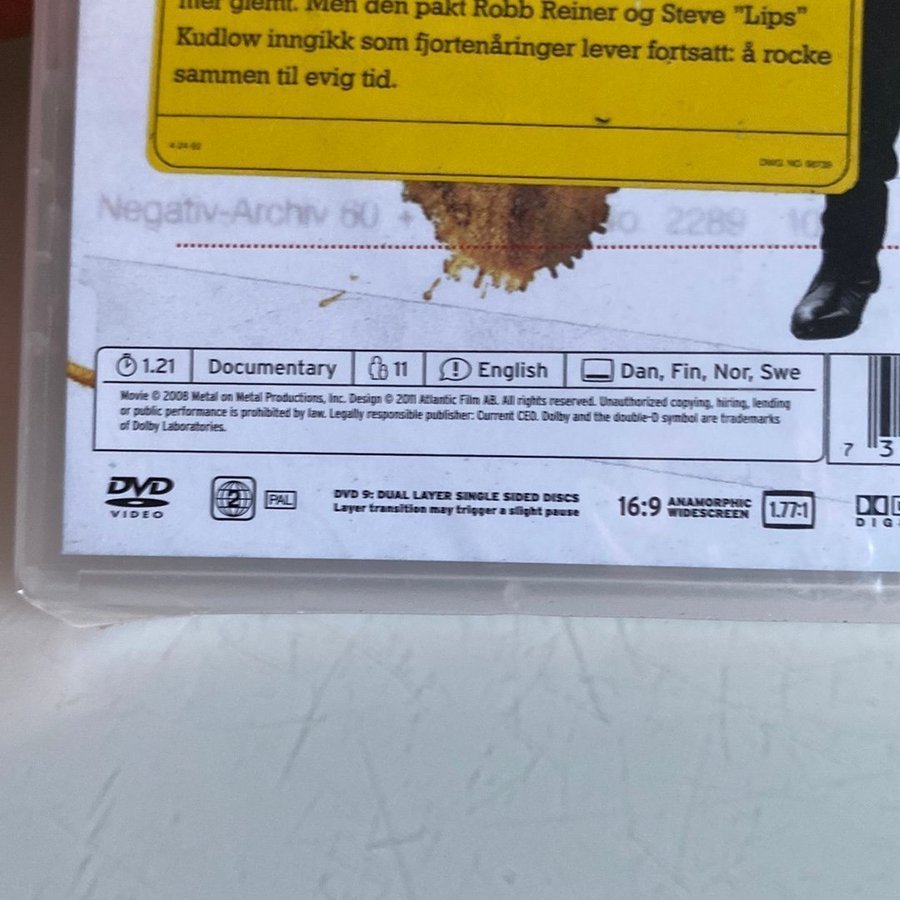 mer glemt. Men den pakt Robb Reiner og Steve "Lips"
Kudlow inngikk som fjortenåringer lever fortsatt: å rocke
sammen til evig tid.
Negativ-Archiv 60 + No 2289 10
1.21 Documentary 11 English Dan, Fin, Nor, Swe
Movie © 2008 Metal on Metal Productions, Inc. Design © 2011 Atlantic Film AB. All rights reserved. Unauthorized copying, hiring, lending
or public performance is prohibited by law. Legally responsible publisher: Current CEO. Dolby and the double-D symbol are trademarks
of Dolby Laboratories.
7 3
DVD
VIDEO
2
PAL
DVD 9: DUAL LAYER SINGLE SIDED DISCS
Layer transition may trigger a slight pause
16:9 ANAMORPHIC
WIDESCREEN
1.77:1
DIG